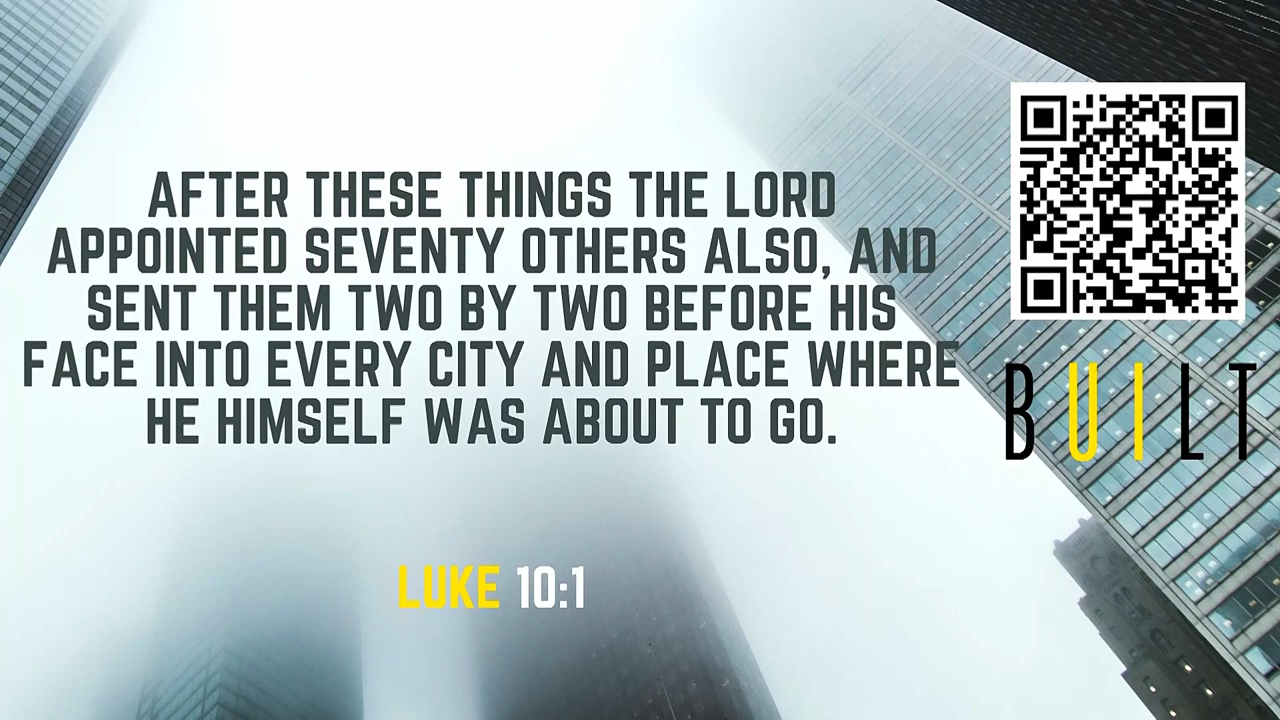 AFTER THESE THINGS THE LORD
APPOINTED SEVENTY OTHERS ALSO, AND
SENT THEM TWO BY TWO BEFORE HIS
FACE INTO EVERY CITY AND PLACE WHERE
HE HIMSELF WAS ABOUT TO GO.
LUKE 10:1
BUILT